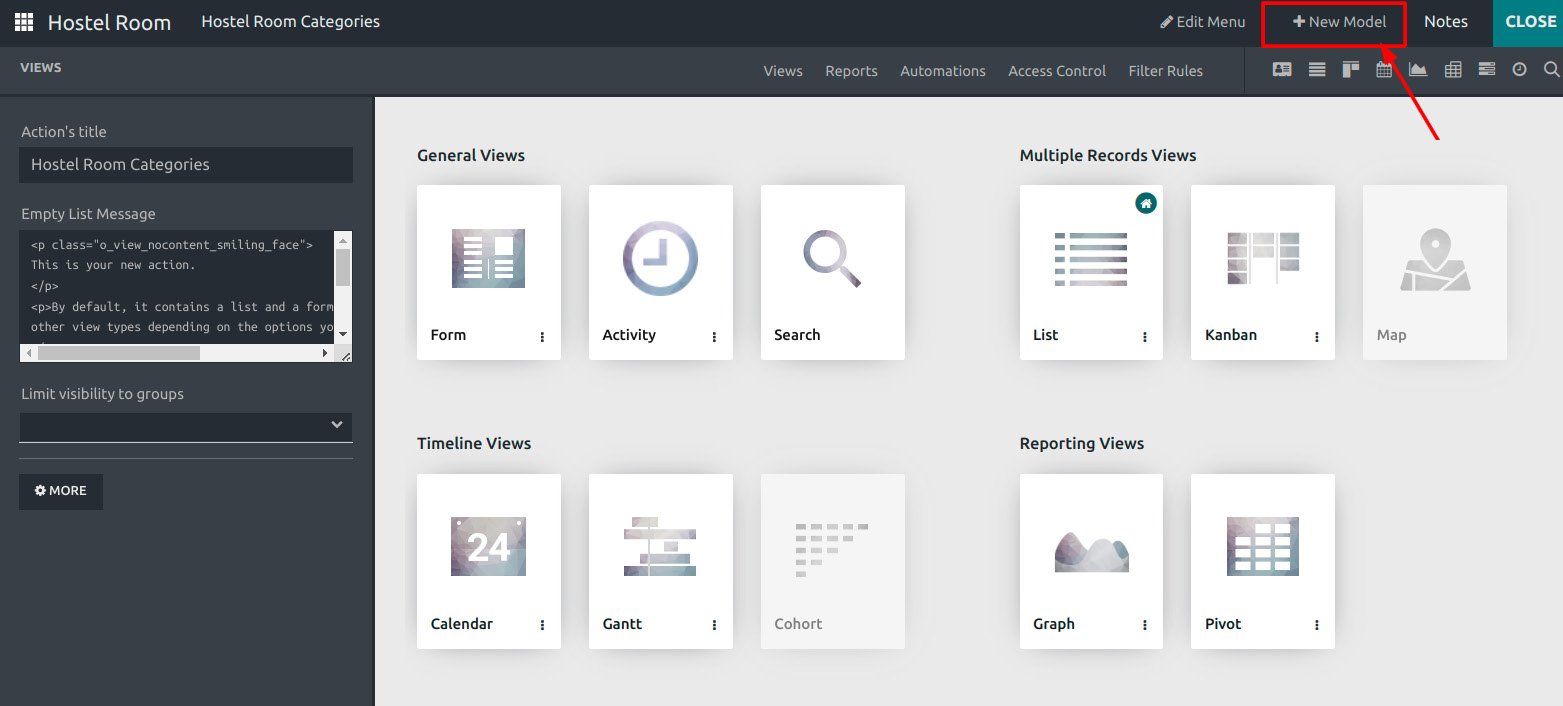 Hostel Room
Hostel Room Categories
Edit Menu
New Model
Notes
CLOSE
VIEWS
Views
Reports
Automations
Access Control
Filter Rules
Action's title
Hostel Room Categories
Empty List Message
<p class="o_view_nocontent_smiling_face">
This is your new action.
</p>
<p>By default, it contains a list and a form
other view types depending on the options yo
Limit visibility to groups
MORE
General Views
Form
Activity
Search
Multiple Records Views
List
Kanban
Map
Timeline Views
24
Calendar
Gantt
Cohort
Reporting Views
Graph
Pivot